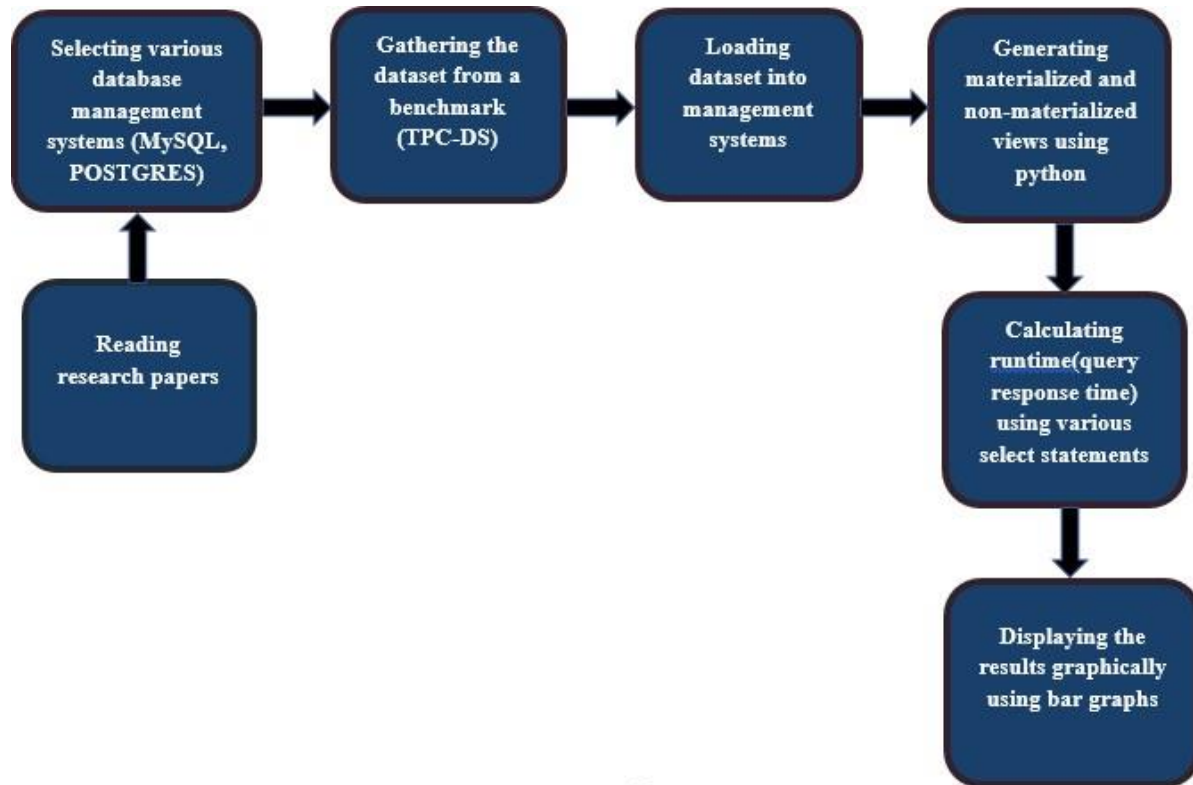 Selecting various
database
management
systems (MySQL,
POSTGRES)
Gathering the
dataset from a
benchmark
(TPC-DS)
Loading
dataset into
management
systems
Generating
materialized and
non-materialized
views using
python
Reading
research papers
Calculating
runtime(query
response time)
using various
select statements
Displaying the
results graphically
using bar graphs